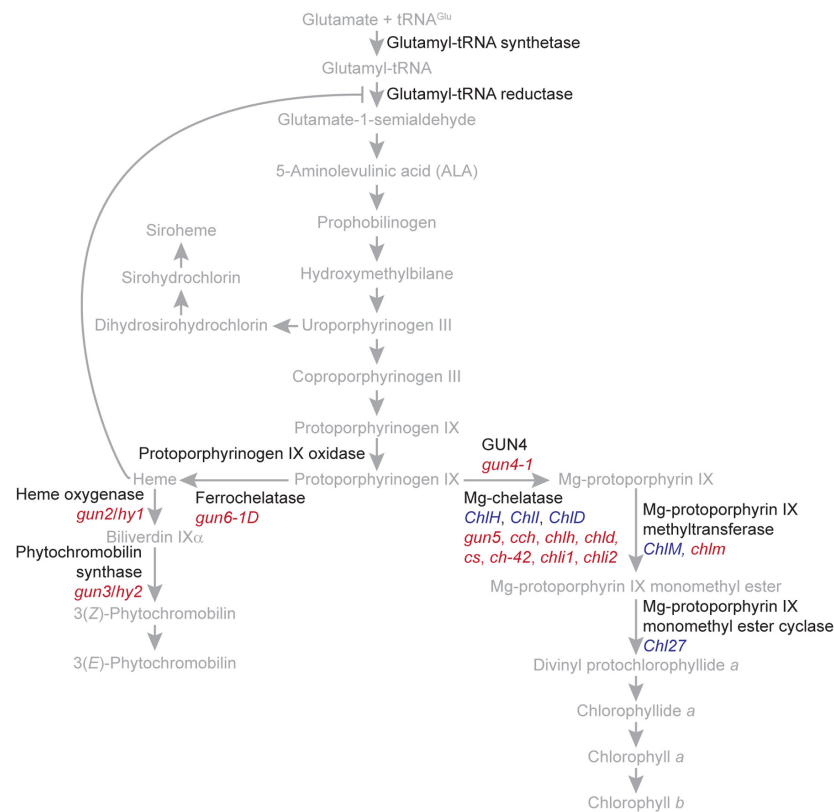 Glutamate + tRNAGlu
Glutamyl-tRNA synthetase
Glutamyl-tRNA
Glutamyl-tRNA reductase
Glutamate-1-semialdehyde
5-Aminolevulinic acid (ALA)
Prophobilinogen
Siroheme
Sirohydrochlorin
Hydroxymethylbilane
Dihydrosirohydrochlorin
Uroporphyrinogen III
Coproporphyrinogen III
Protoporphyrinogen IX
Protoporphyrinogen IX oxidase
GUN4
gun4-1
Heme
Protoporphyrinogen IX
Mg-protoporphyrin IX
Heme oxygenase
gun2/hy1
Ferrochelatase
gun6-1D
Mg-chelatase
ChlH, ChlI, ChlD
gun5, cch, chlh, chld,
cs, ch-42, chli1, chli2
Mg-protoporphyrin IX
methyltransferase
ChlM, chlm
Biliverdin IXα
Phytochromobilin
synthase
gun3/hy2
Mg-protoporphyrin IX monomethyl ester
3(Z)-Phytochromobilin
Mg-protoporphyrin IX
monomethyl ester cyclase
Chl27
3(E)-Phytochromobilin
Divinyl protochlorophyllide a
Chlorophyllide a
Chlorophyll a
Chlorophyll b